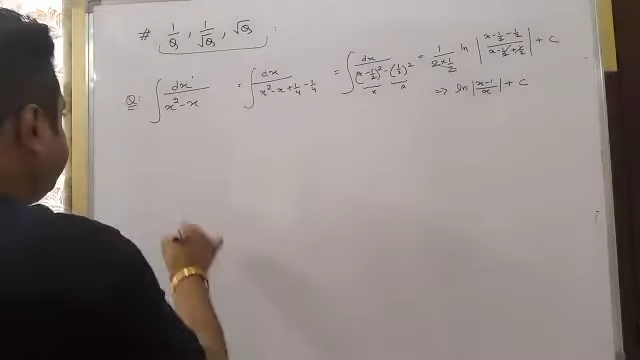 # 1/Q , 1/√Q , √Q :
Q: ∫ dx/(x² - x) = ∫ dx/(x² - x + 1/4 - 1/4) = ∫ dx/((x - 1/2)² - (1/2)²) = 1/(2×1/2) ln |(x - 1/2 - 1/2)/(x - 1/2 + 1/2)| + C
X A
⇒ ln |(x-1)/x| + C